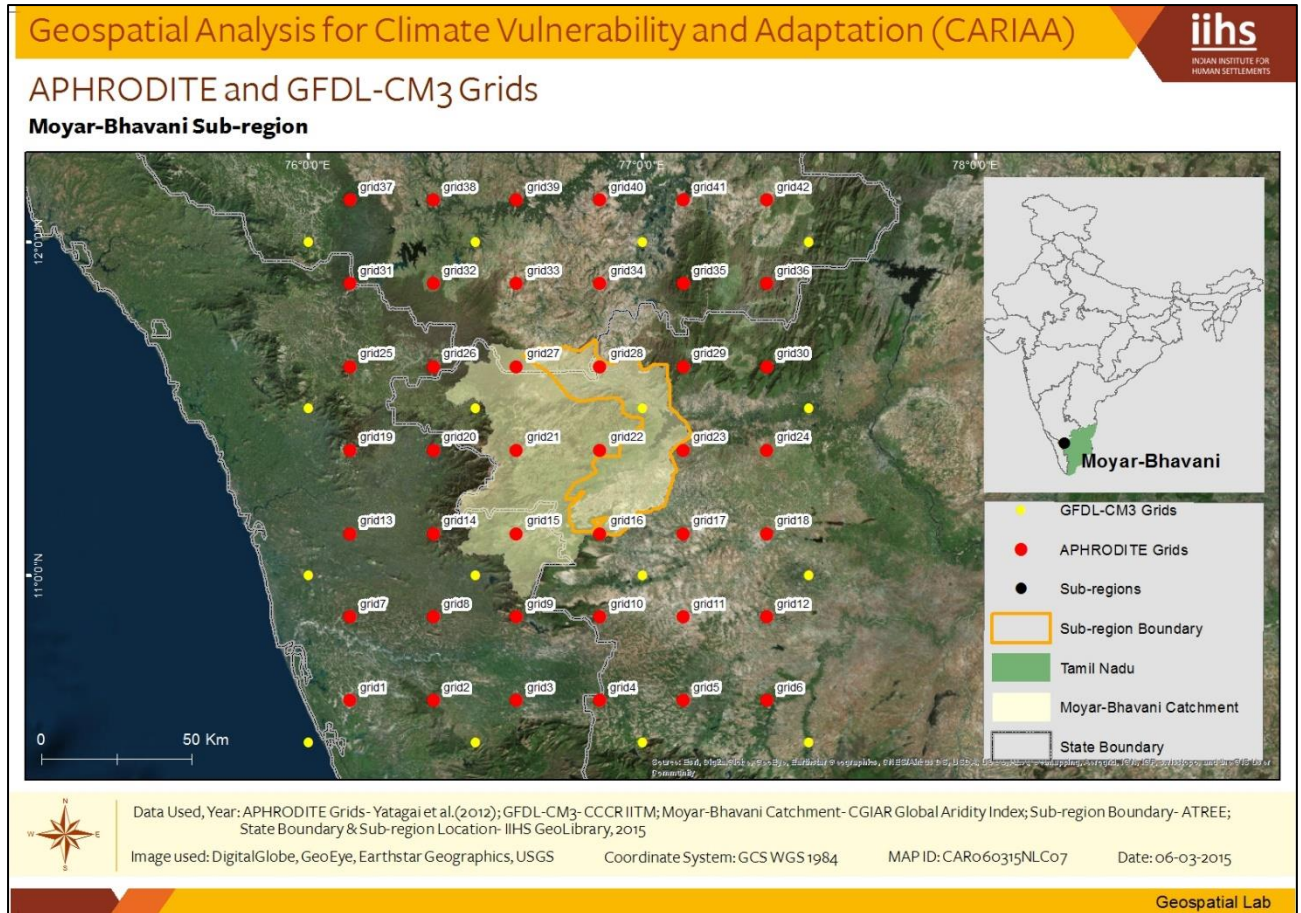 Geospatial Analysis for Climate Vulnerability and Adaptation (CARIAA)
iihs
INDIAN INSTITUTE FOR
HUMAN SETTLEMENTS
APHRODITE and GFDL-CM3 Grids
Moyar-Bhavani Sub-region
76°0'0"E
77°0'0"E
78°0'0"E
grid37 grid38 grid39 grid40 grid41 grid42
12°0'0"N
grid31 grid32 grid33 grid34 grid35 grid36
grid25 grid26 grid27 grid28 grid29 grid30
grid19 grid20 grid21 grid22 grid23 grid24
grid13 grid14 grid15 grid16 grid17 grid18
11°0'0"N
grid7 grid8 grid9 grid10 grid11 grid12
grid1 grid2 grid3 grid4 grid5 grid6
0 50 Km
Moyar-Bhavani
GFDL-CM3 Grids
APHRODITE Grids
Sub-regions
Sub-region Boundary
Tamil Nadu
Moyar-Bhavani Catchment
State Boundary
Community
N
W E
S
Data Used, Year: APHRODITE Grids- Yatagai et al.(2012); GFDL-CM3- CCCR IITM; Moyar-Bhavani Catchment- CGIAR Global Aridity Index; Sub-region Boundary- ATREE;
State Boundary & Sub-region Location- IIHS GeoLibrary, 2015
Image used: DigitalGlobe, GeoEye, Earthstar Geographics, USGS Coordinate System: GCS WGS 1984 MAP ID: CAR060315NLC07 Date: 06-03-2015
Geospatial Lab